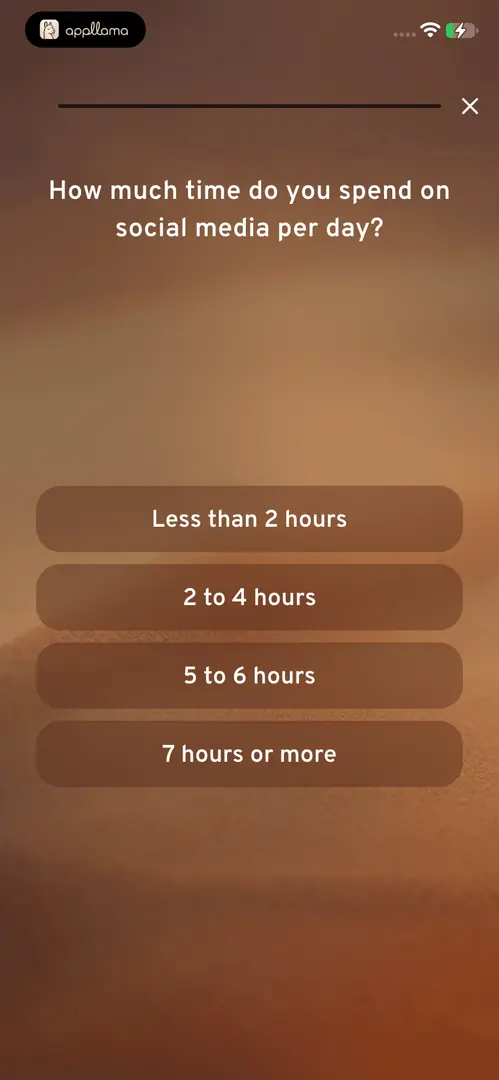 appllama
How much time do you spend on
social media per day?
Less than 2 hours
2 to 4 hours
5 to 6 hours
7 hours or more